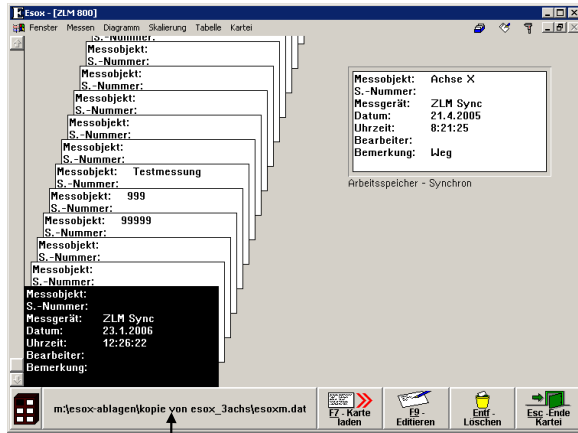 Esox - [ZLM 800]
Fenster Messen Diagramm Skalierung Tabelle Kartei
S.-Nummer:
Messobjekt:
S.-Nummer:
Messobjekt:
S.-Nummer:
Messobjekt:
S.-Nummer:
Messobjekt:
S.-Nummer:
Messobjekt:
S.-Nummer:
Messobjekt: Testmessung
S.-Nummer:
Messobjekt: 999
S.-Nummer:
Messobjekt: 99999
S.-Nummer:
Messobjekt:
S.-Nummer:
Messobjekt:
S.-Nummer:
Messobjekt:
S.-Nummer:
Messgerät: ZLM Sync
Datum: 23.1.2006
Uhrzeit: 12:26:22
Bearbeiter:
Bemerkung:
Messobjekt: Achse X
S.-Nummer:
Messgerät: ZLM Sync
Datum: 21.4.2005
Uhrzeit: 8:21:25
Bearbeiter:
Bemerkung: Weg
Arbeitsspeicher - Synchron
m:\esox-ablagen\kopie von esox_3achs\esoxm.dat
F7 - Karte
laden
F9 -
Editieren
Entf -
Löschen
Esc -Ende
Kartei